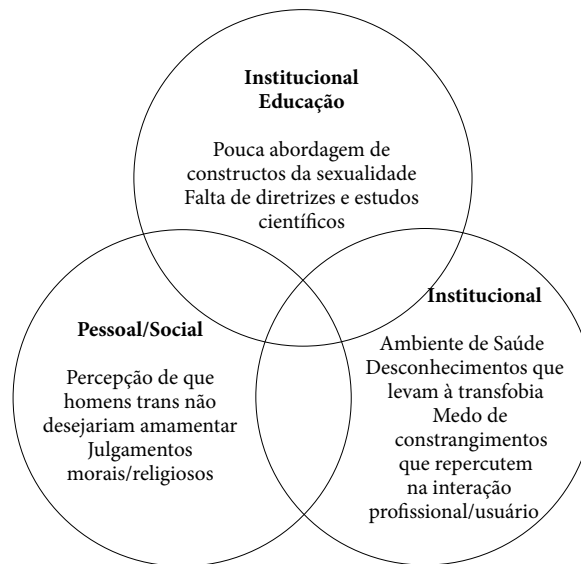 Institucional
Educação
Pouca abordagem de
constructos da sexualidade
Falta de diretrizes e estudos
científicos
Pessoal/Social
Percepção de que
homens trans não
desejariam amamentar
Julgamentos
morais/religiosos
Institucional
Ambiente de Saúde
Desconhecimentos que
levam à transfobia
Medo de
constrangimentos
que repercutem
na interação
profissional/usuário